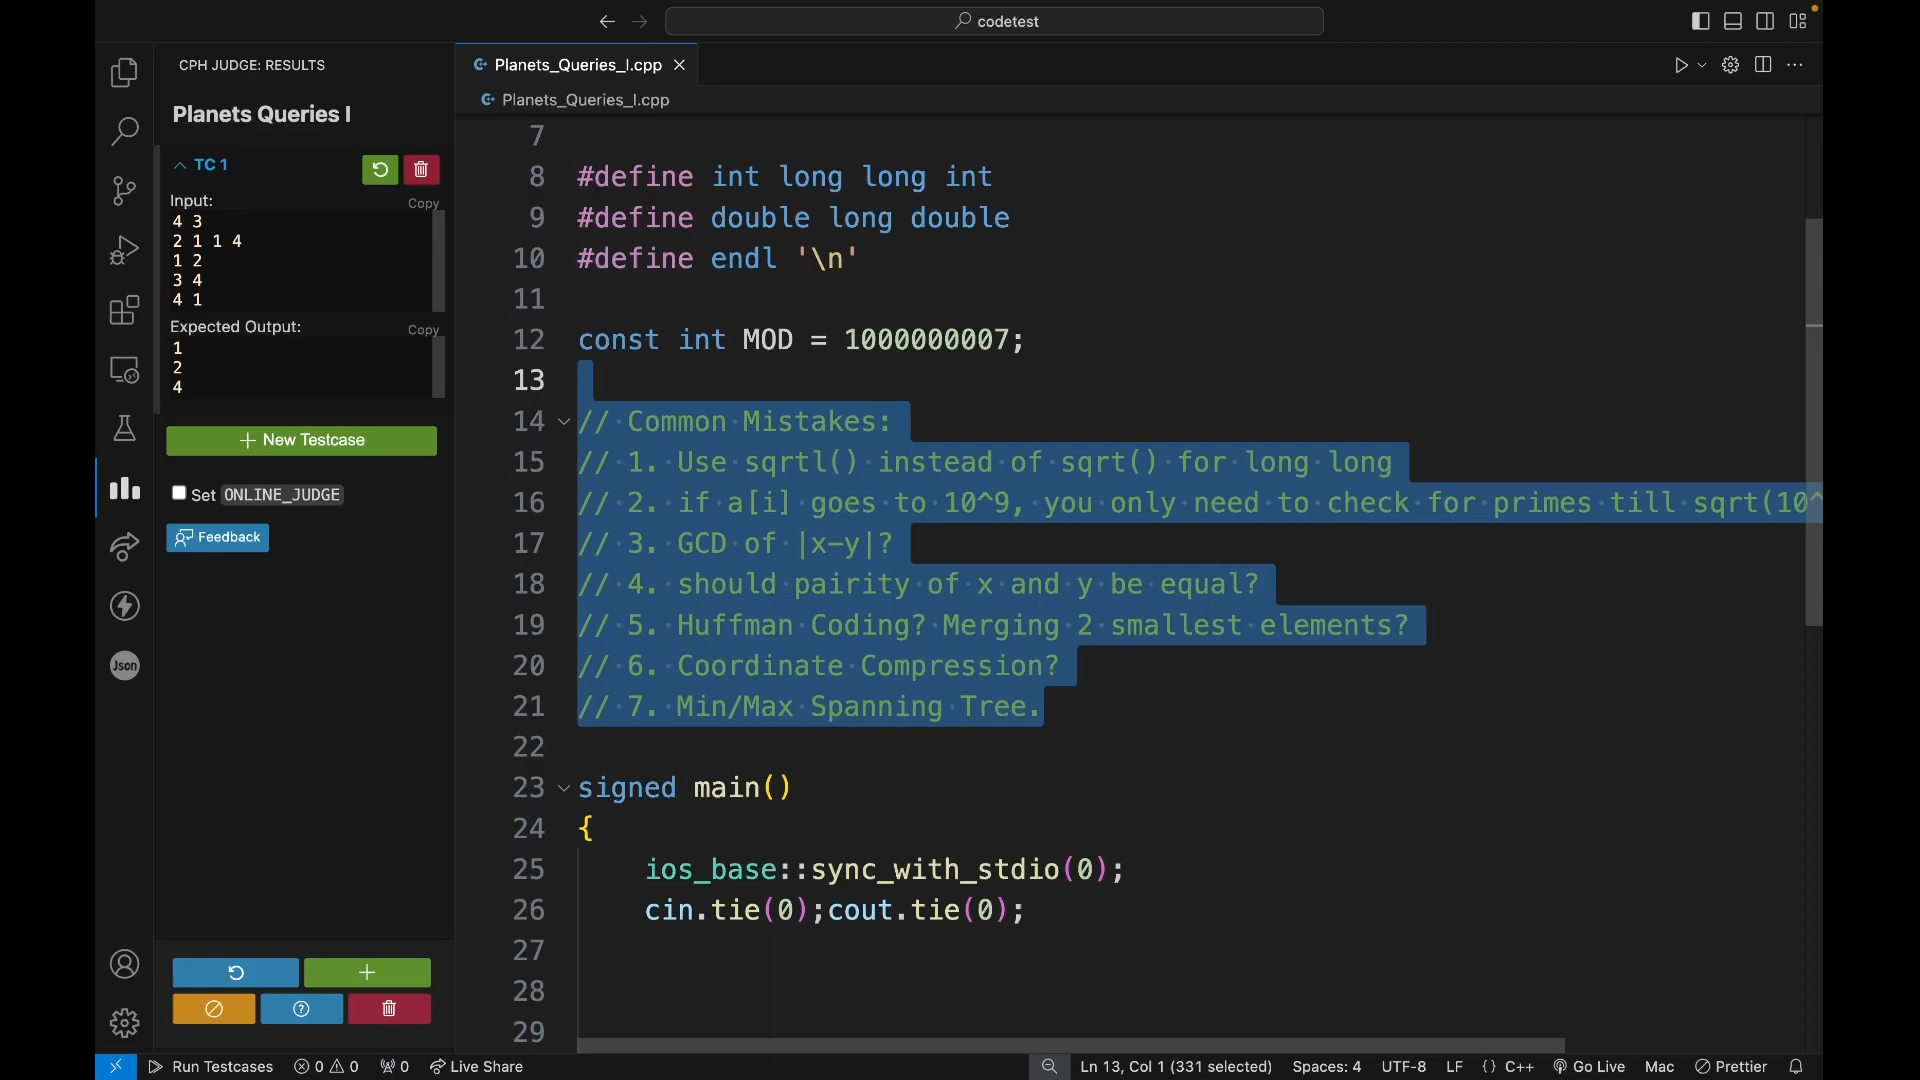 codetest
CPH JUDGE: RESULTS
Planets Queries I
TC 1
Input:
Copy
4 3
2 1 1 4
1 2
3 4
4 1
Expected Output:
Copy
1
2
4
New Testcase
Set ONLINE_JUDGE
Feedback
Json
Planets_Queries_I.cpp
Planets_Queries_I.cpp
7
8 #define int long long int
9 #define double long double
10 #define endl '\n'
11
12 const int MOD = 1000000007;
13
14 // Common Mistakes:
15 // 1. Use sqrtl() instead of sqrt() for long long
16 // 2. if a[i] goes to 10^9, you only need to check for primes till sqrt(10^
17 // 3. GCD of |x-y|?
18 // 4. should pairity of x and y be equal?
19 // 5. Huffman Coding? Merging 2 smallest elements?
20 // 6. Coordinate Compression?
21 // 7. Min/Max Spanning Tree.
22
23 signed main()
24 {
25 ios_base::sync_with_stdio(0);
26 cin.tie(0);cout.tie(0);
27
28
29
Run Testcases 0 0 0 Live Share Ln 13, Col 1 (331 selected) Spaces: 4 UTF-8 LF {} C++ Go Live Mac Prettier